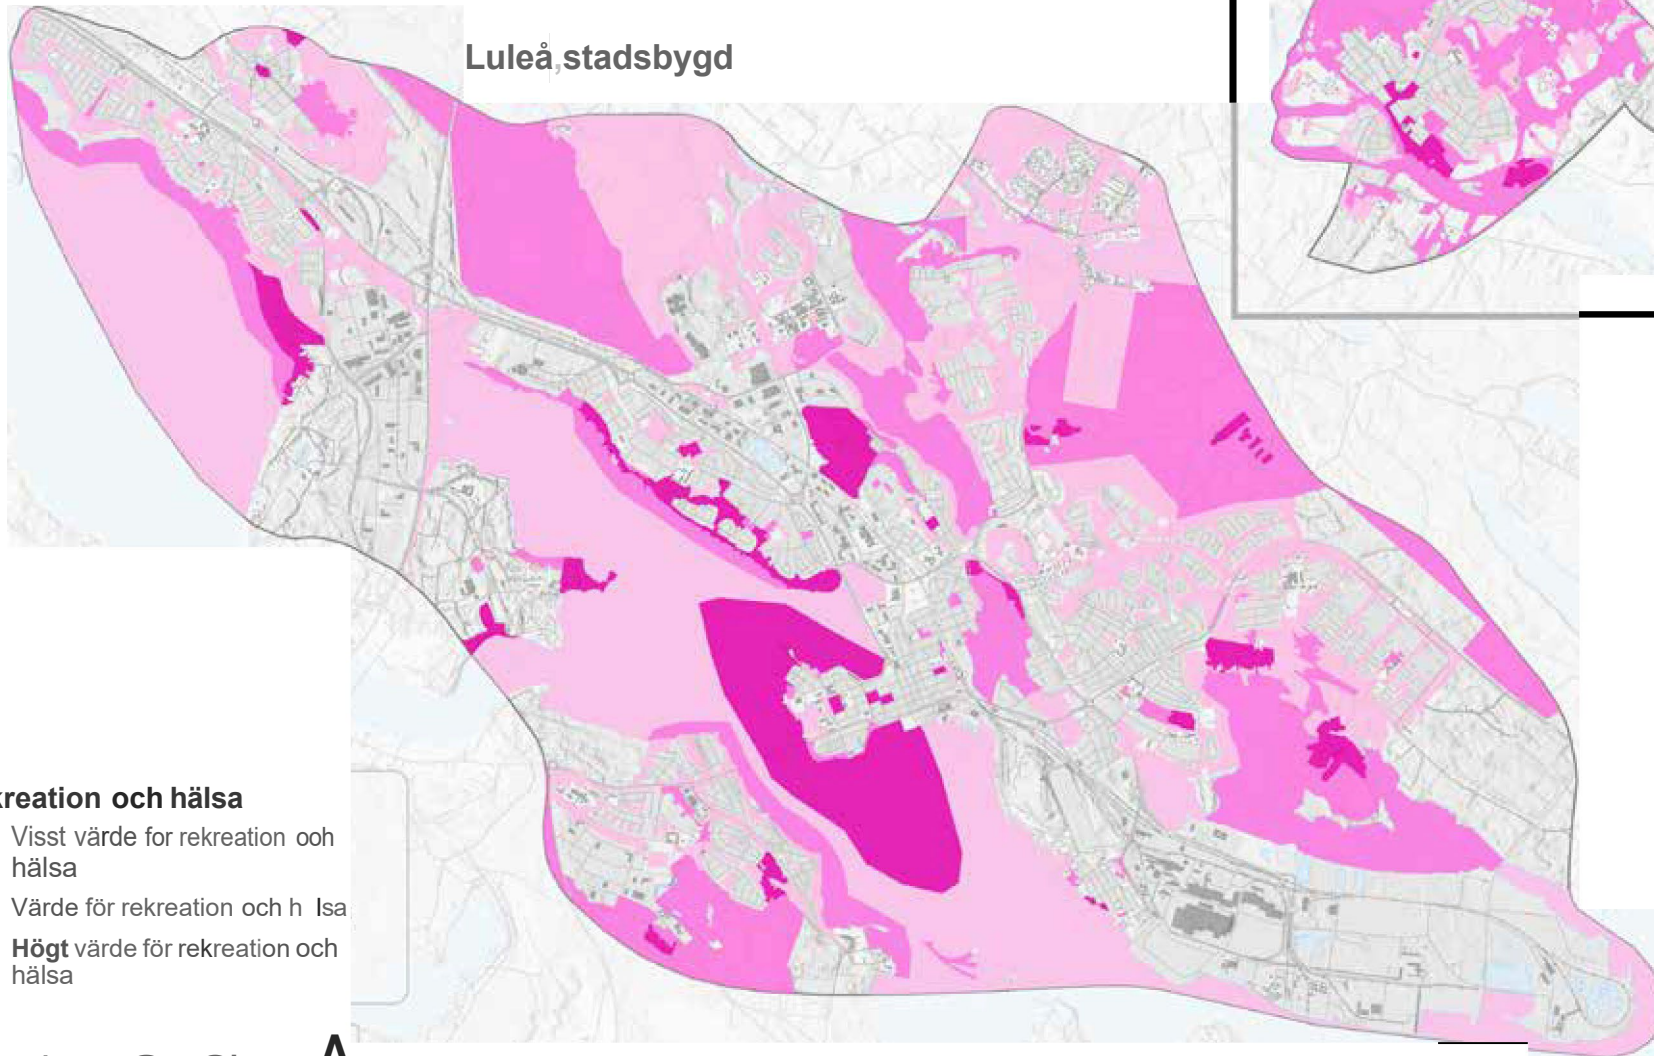 Luleå,stadsbygd
kreation och hälsa
Visst värde for rekreation ooh
hälsa
Värde för rekreation och h lsa
Högt värde för rekreation och
hälsa